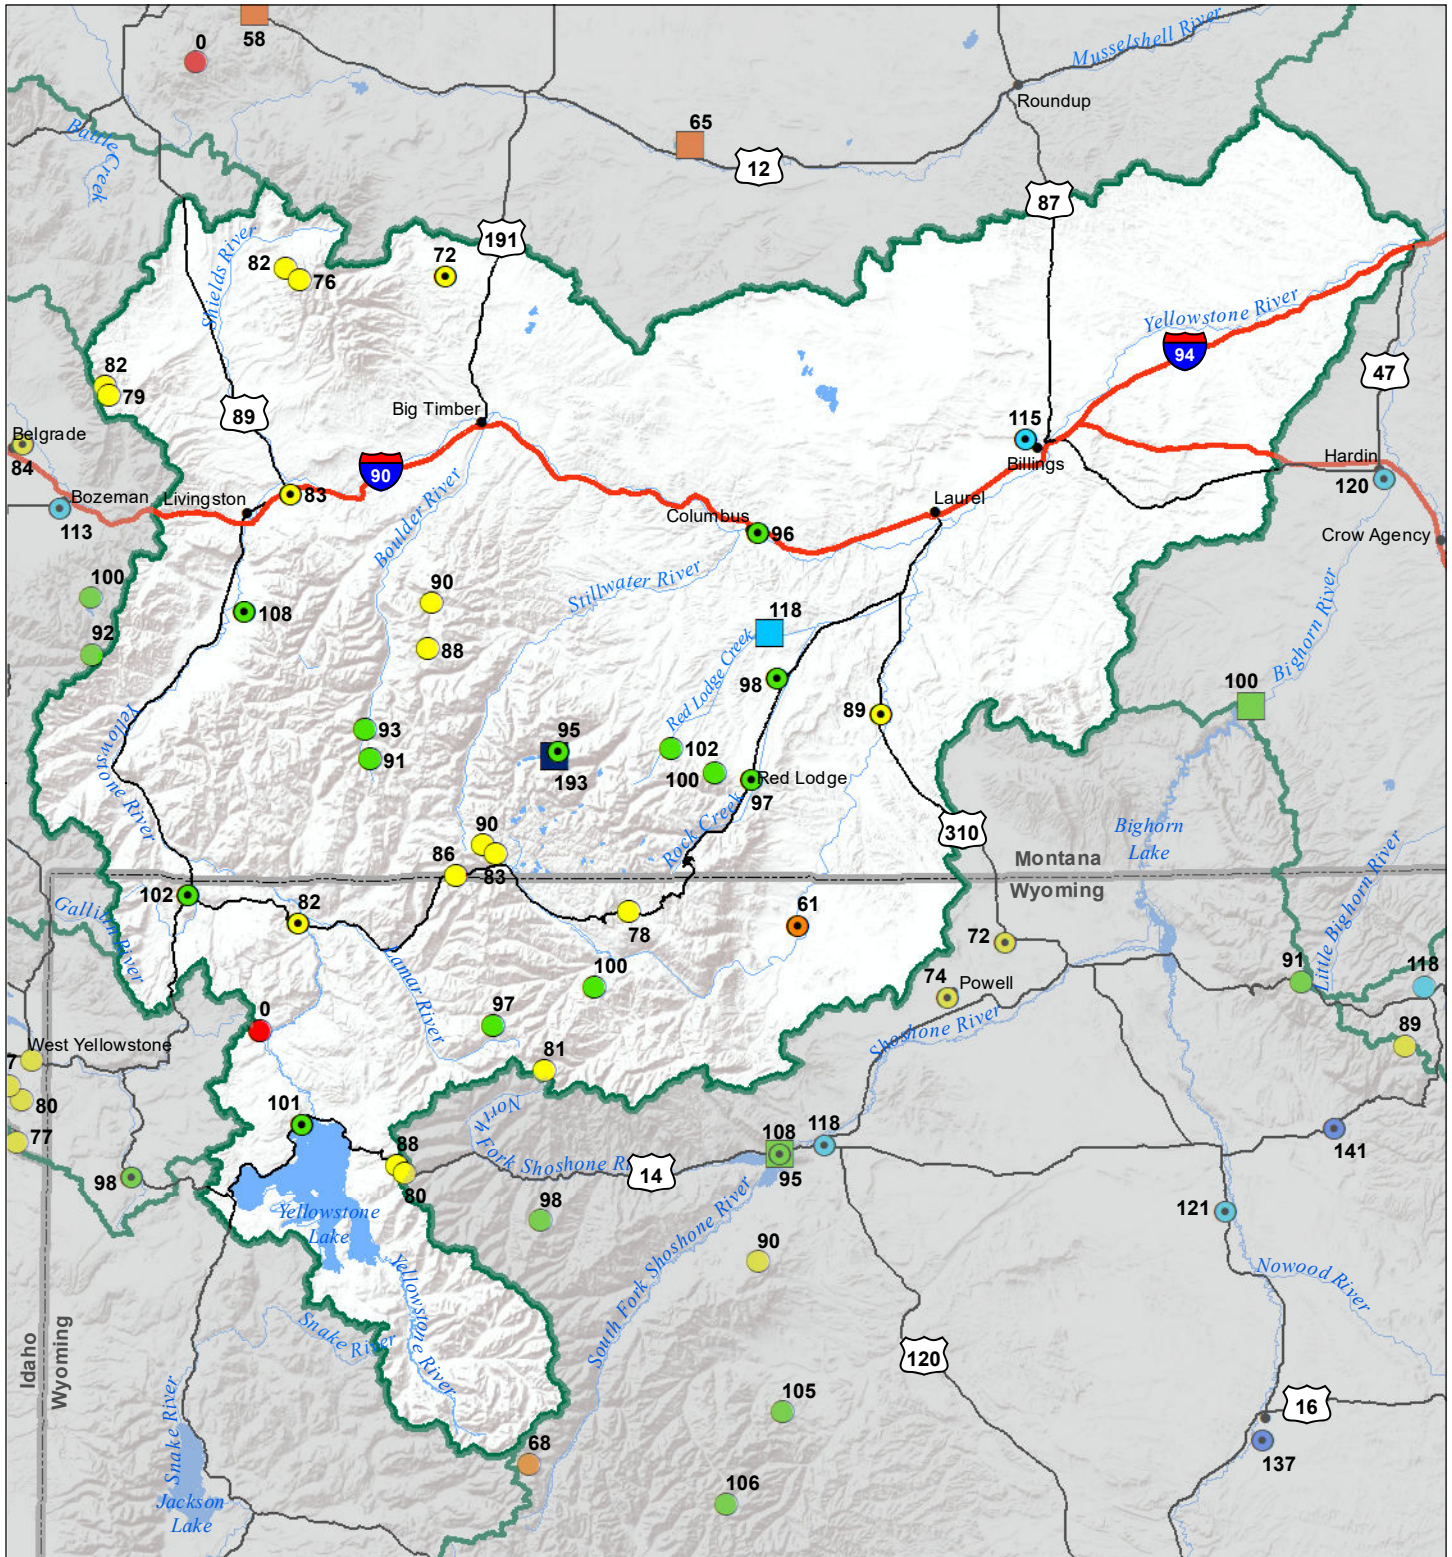 58
0
Musselshell River
Roundup
65
12
Battle Creek
87
191
72
82
76
Shields River
Yellowstone River
94
82
79
47
89
Big Timber
Belgrade
84
115
Billings
Hardin
120
90
Bozeman
Livingston
83
113
Laurel
Columbus
96
Crow Agency
Boulder River
100
90
Stillwater River
108
118
92
88
Red Lodge Creek
98
Bighorn River
100
89
93
91
95
193
102
100
Red Lodge
97
Yellowstone River
Rock Creek
310
Bighorn
Lake
90
86
83
Montana
Wyoming
102
82
78
61
72
Gallatin River
Lamar River
100
97
74
Powell
Little Bighorn River
91
118
89
0
West Yellowstone
7
80
77
81
Shoshone River
101
North Fork Shoshone Ri
88
80
14
108
95
118
141
98
98
121
Yellowstone
Lake
90
South Fork Shoshone River
Nowood River
Yellowstone River
Snake River
Idaho
Wyoming
120
105
16
137
68
106
Snake River
Jackson
Lake